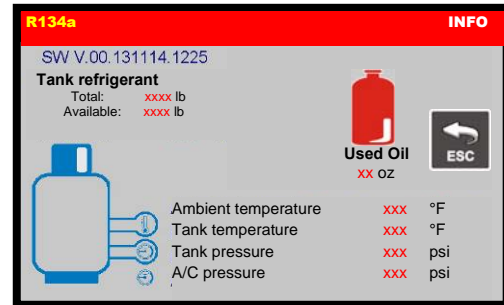 R134a INFO
SW V.00.131114.1225
Tank refrigerant
Total: xxxx lb
Available: xxxx lb
Used Oil
xx oz
ESC
Ambient temperature xxx °F
Tank temperature xxx °F
Tank pressure xxx psi
A/C pressure xxx psi